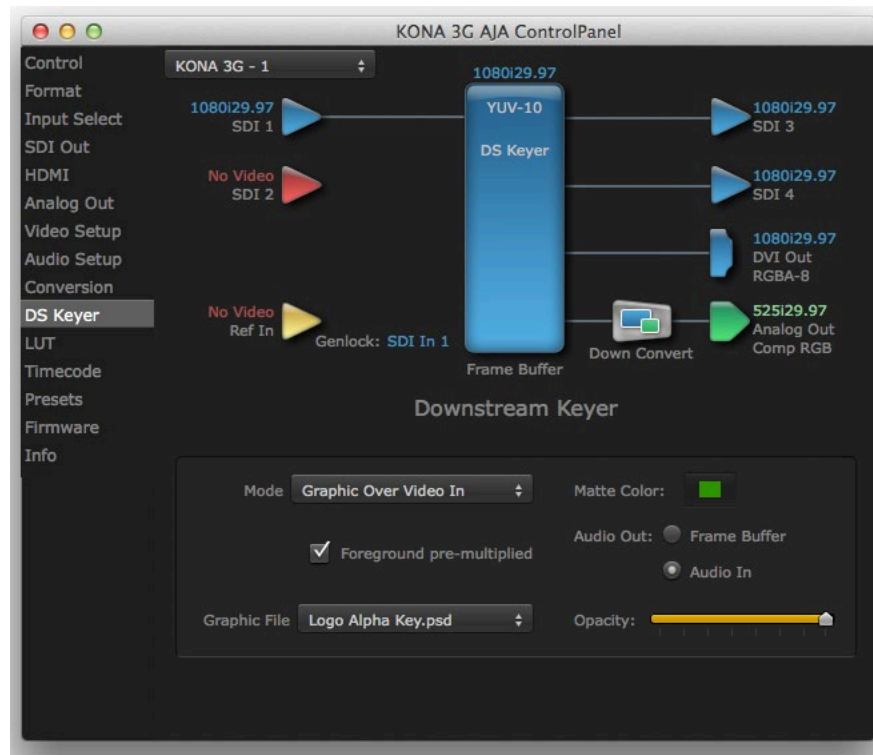 KONA 3G AJA ControlPanel
Control
Format
Input Select
SDI Out
HDMI
Analog Out
Video Setup
Audio Setup
Conversion
DS Keyer
LUT
Timecode
Presets
Firmware
Info
KONA 3G - 1
1080i29.97
YUV-10
DS Keyer
Frame Buffer
1080i29.97
SDI 1
No Video
SDI 2
No Video
Ref In
Genlock: SDI In 1
1080i29.97
SDI 3
1080i29.97
SDI 4
1080i29.97
DVI Out
RGBA-8
Down Convert
525i29.97
Analog Out
Comp RGB
Downstream Keyer
Mode Graphic Over Video In
Matte Color:
Foreground pre-multiplied
Audio Out: Frame Buffer
Audio In
Graphic File Logo Alpha Key.psd
Opacity: